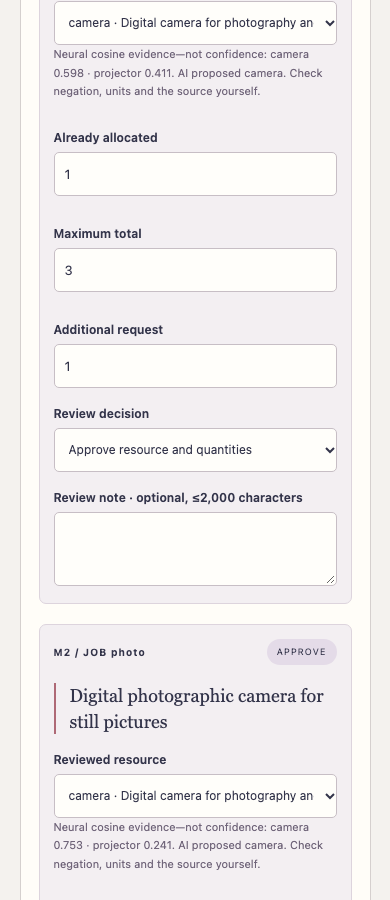 camera · Digital camera for photography an
Neural cosine evidence—not confidence: camera
0.598 · projector 0.411. AI proposed camera. Check
negation, units and the source yourself.
Already allocated
1
Maximum total
3
Additional request
1
Review decision
Approve resource and quantities
Review note · optional, ≤2,000 characters
M2 / JOB photo
APPROVE
Digital photographic camera for
still pictures
Reviewed resource
camera · Digital camera for photography an
Neural cosine evidence—not confidence: camera
0.753 · projector 0.241. AI proposed camera. Check
negation, units and the source yourself.